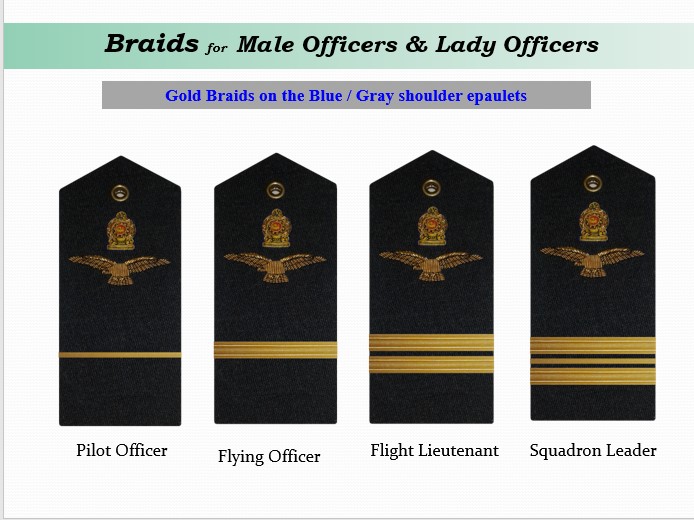 Braids for Male Officers & Lady Officers
Gold Braids on the Blue / Gray shoulder epaulets
Pilot Officer
Flying Officer
Flight Lieutenant
Squadron Leader